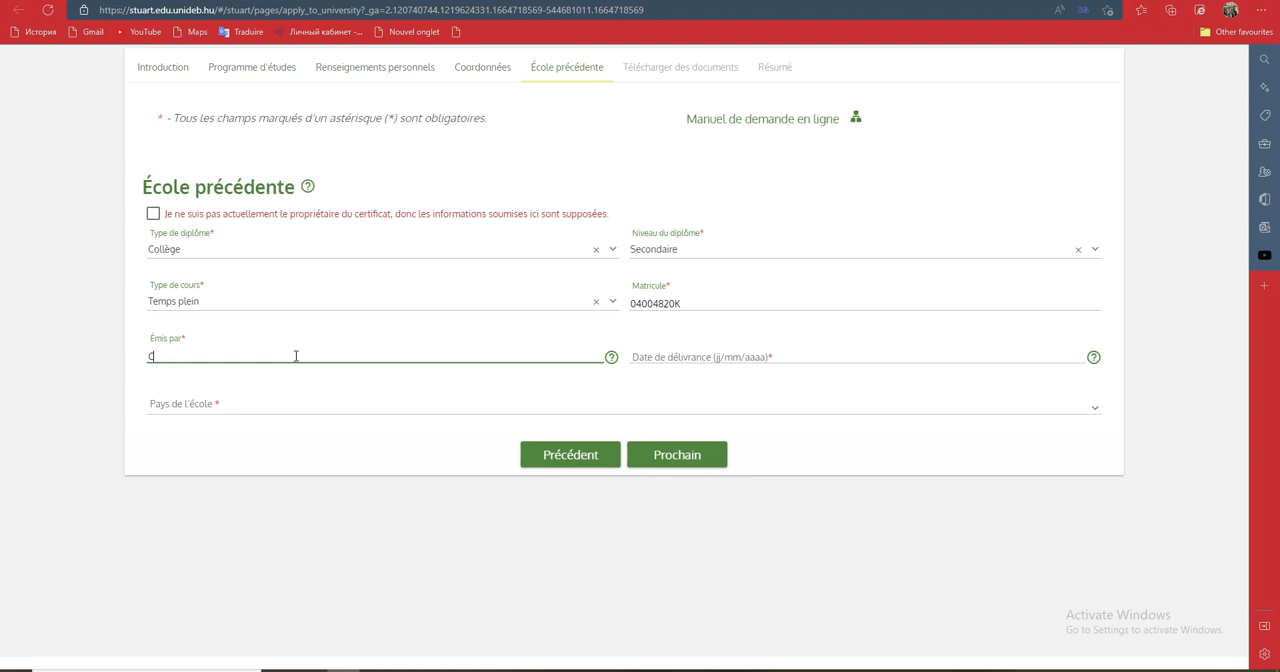 https://stuart.edu.unideb.hu/#/stuart/pages/apply_to_university?_ga=2.120740744.1219624331.1664718569-544681011.1664718569
История Gmail YouTube Maps Traduire Личный кабинет -... Nouvel onglet Other favourites
Introduction Programme d'études Renseignements personnels Coordonnées École précédente Télécharger des documents Résumé
* - Tous les champs marqués d'un astérisque (*) sont obligatoires. Manuel de demande en ligne
École précédente
Je ne suis pas actuellement le propriétaire du certificat, donc les informations soumises ici sont supposées.
Type de diplôme* Niveau du diplôme*
Collège Secondaire
Type de cours* Matricule*
Temps plein 04004820K
Émis par*
C Date de délivrance (jj/mm/aaaa)*
Pays de l'école *
Précédent Prochain
Activate Windows
Go to Settings to activate Windows.